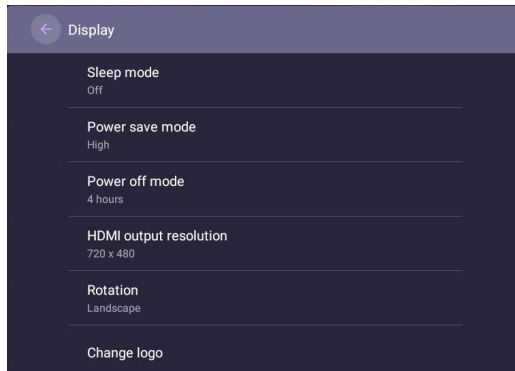 Display
Sleep mode
Off
Power save mode
High
Power off mode
4 hours
HDMI output resolution
720 x 480
Rotation
Landscape
Change logo